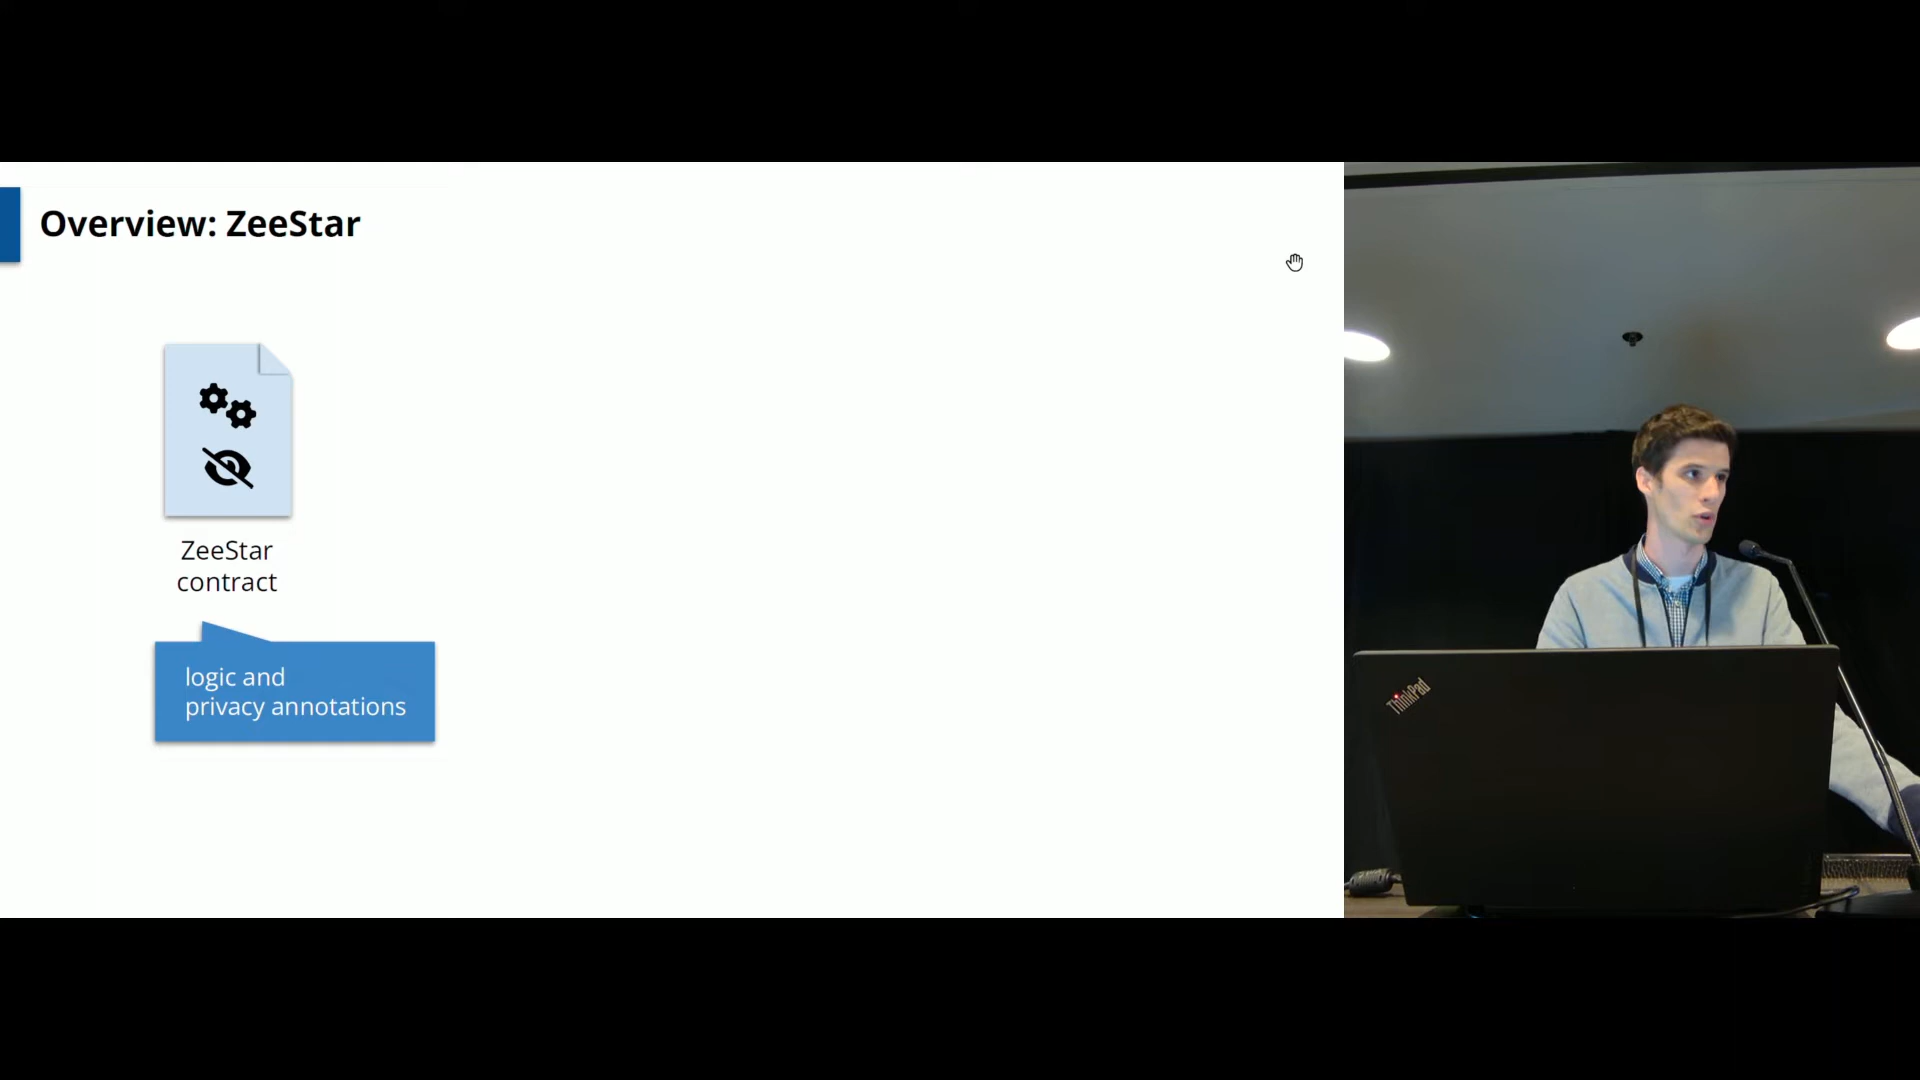 Overview: ZeeStar
ZeeStar
contract
logic and
privacy annotations
ThinkPad